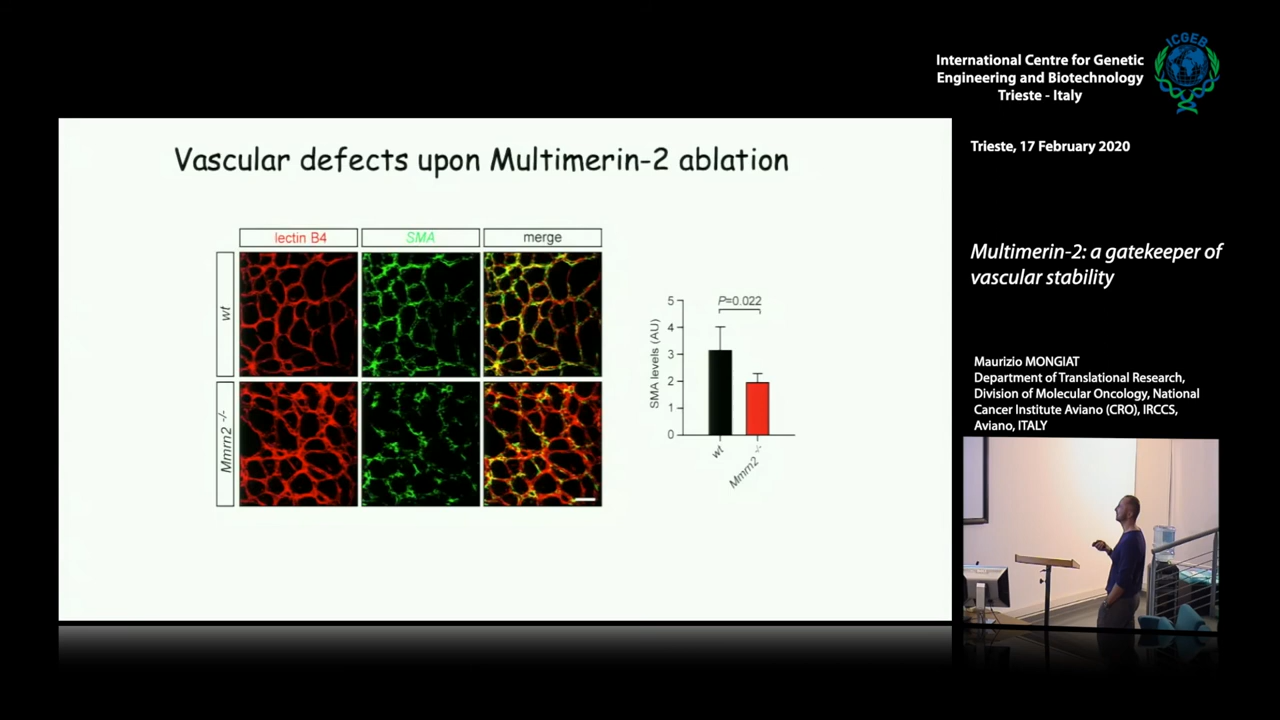 ICGEB
International Centre for Genetic
Engineering and Biotechnology
Trieste - Italy
Trieste, 17 February 2020
Vascular defects upon Multimerin-2 ablation
lectin B4
SMA
merge
wt
Mmrn2 -/-
P=0.022
SMA levels (AU)
5
4
3
2
1
0
wt
Mmrn2 -/-
Multimerin-2: a gatekeeper of
vascular stability
Maurizio MONGIAT
Department of Translational Research,
Division of Molecular Oncology, National
Cancer Institute Aviano (CRO), IRCCS,
Aviano, ITALY